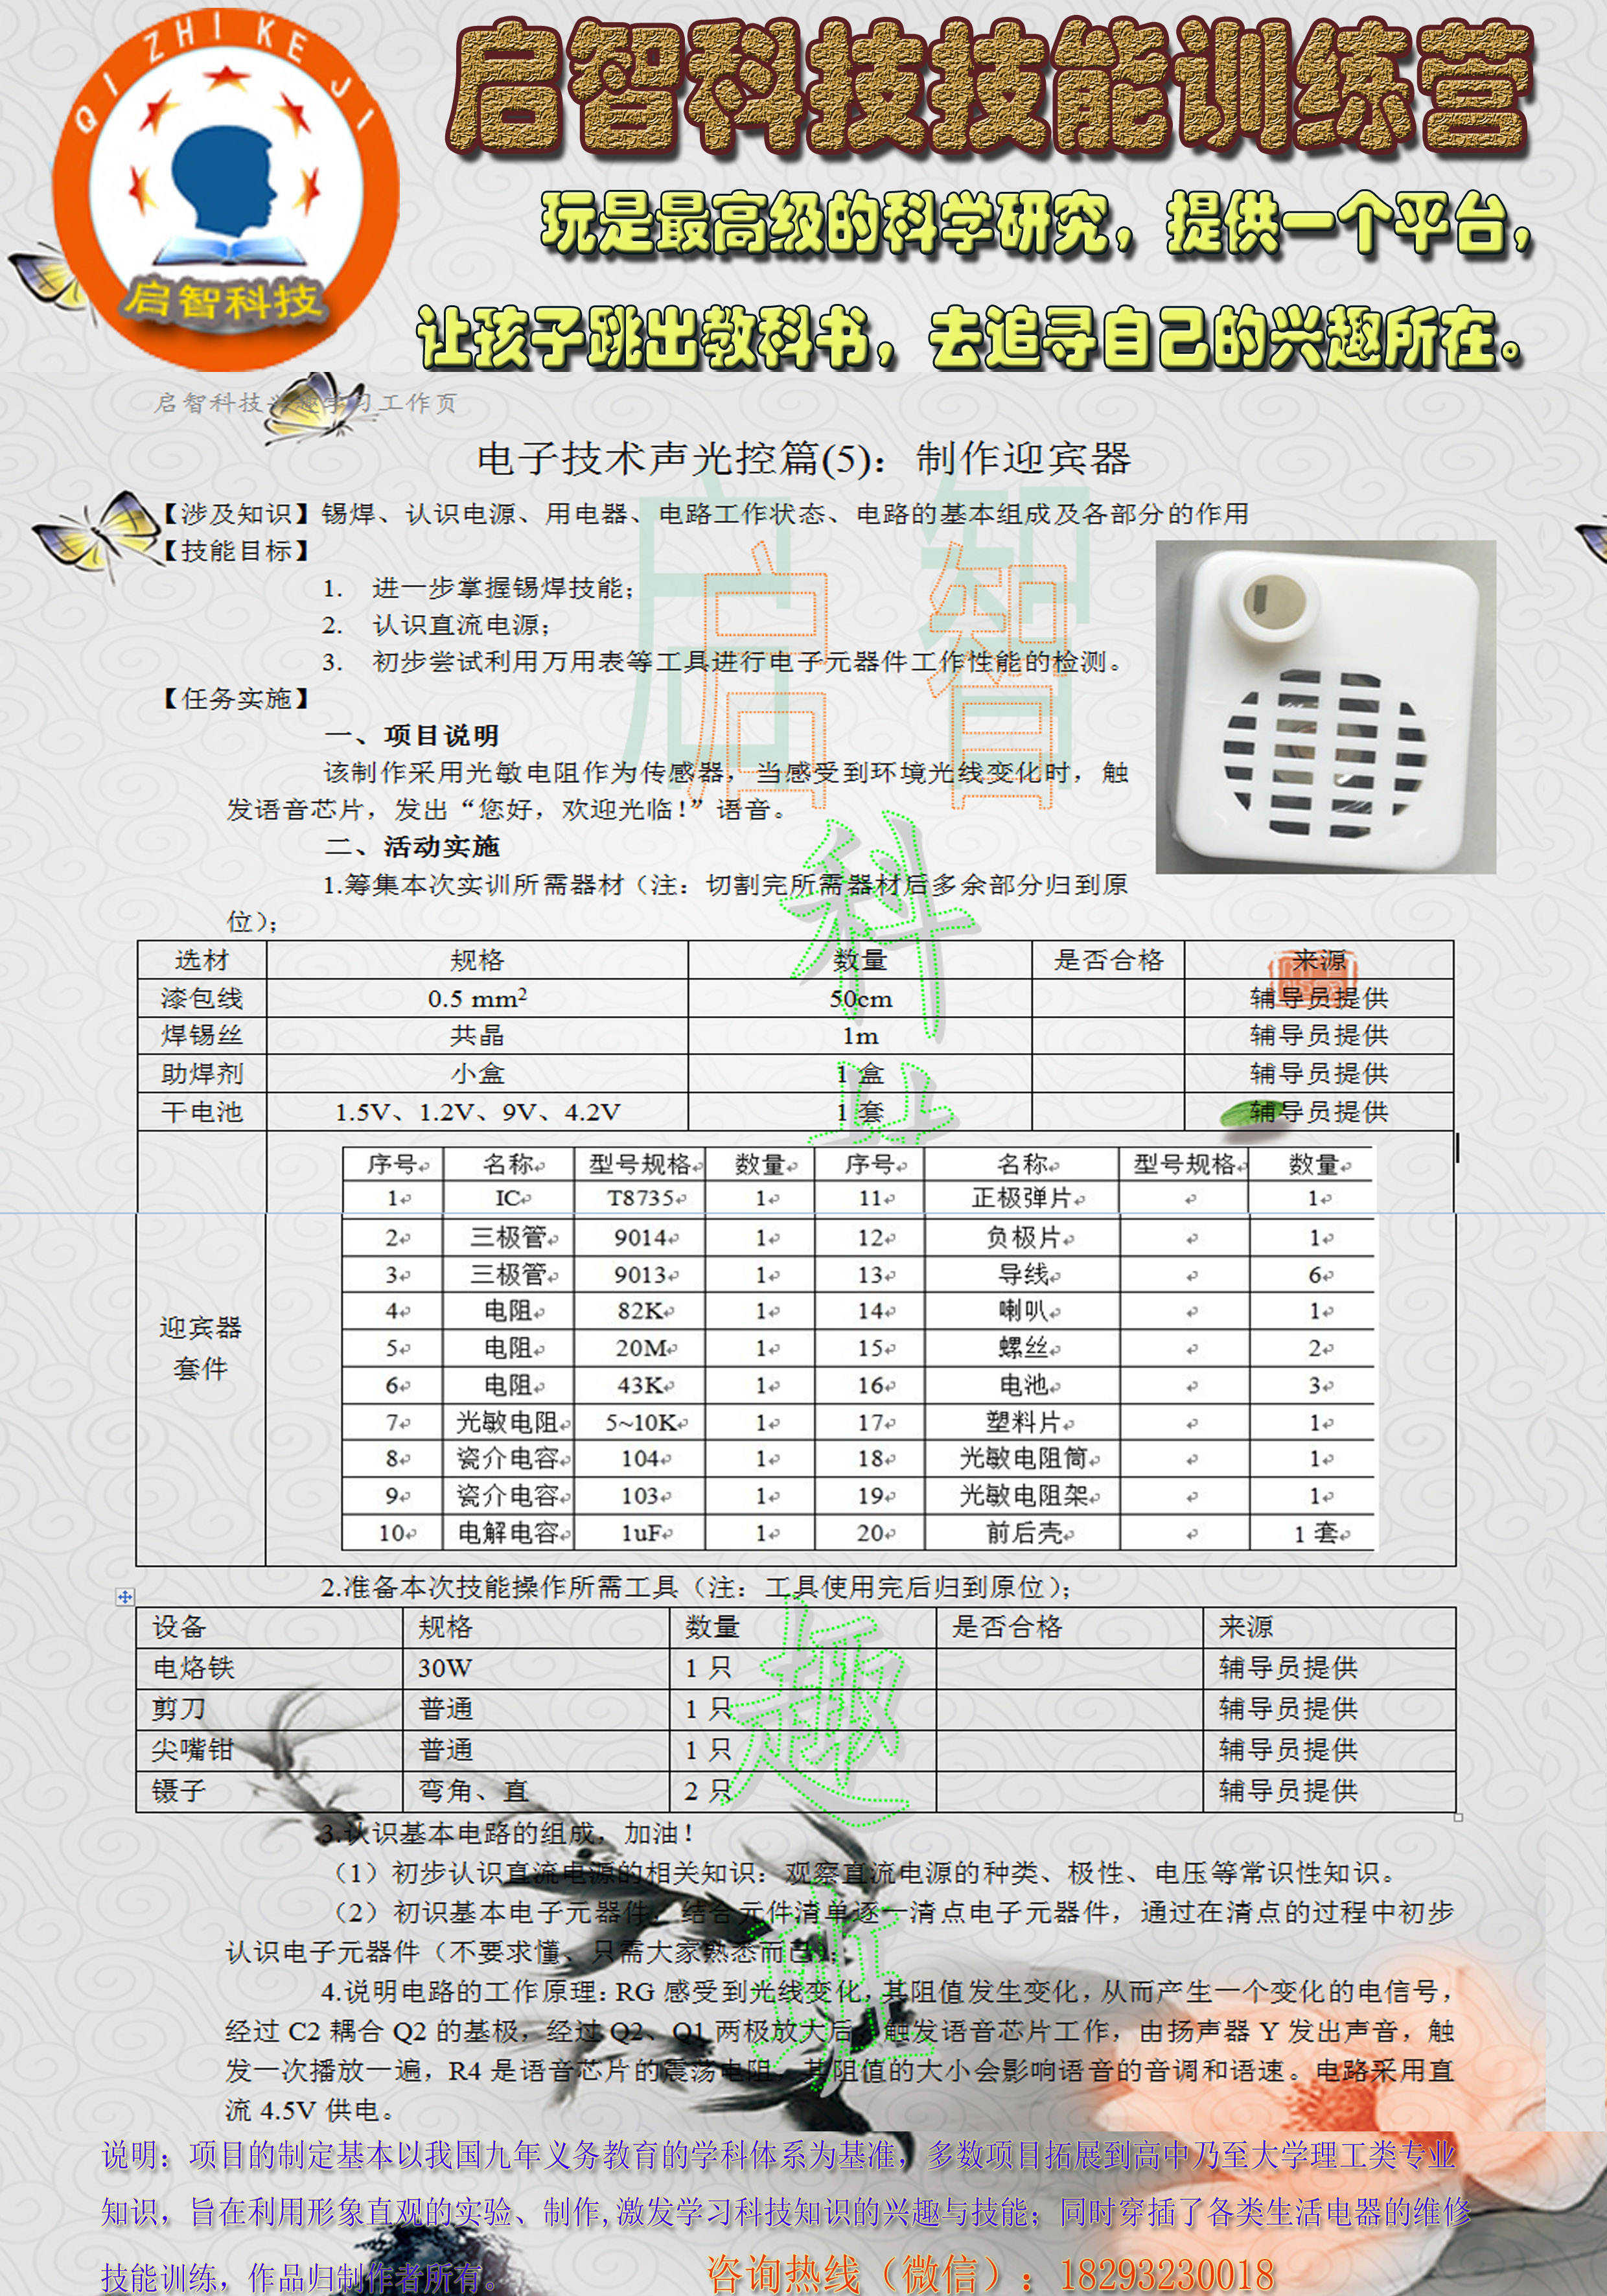 QI ZHI KE JI
启智科技
启智科技技能训练营
玩是最高级的科学研究，提供一个平台，
让孩子跳出教科书，去追寻自己的兴趣所在。
启智科技兴趣学习工作页
电子技术声光控篇(5)：制作迎宾器
【涉及知识】锡焊、认识电源、用电器、电路工作状态、电路的基本组成及各部分的作用
【技能目标】
1. 进一步掌握锡焊技能；
2. 认识直流电源；
3. 初步尝试利用万用表等工具进行电子元器件工作性能的检测。
【任务实施】
一、项目说明
该制作采用光敏电阻作为传感器，当感受到环境光线变化时，触
发语音芯片，发出“您好，欢迎光临！”语音。
二、活动实施
1.筹集本次实训所需器材（注：切割完所需器材后多余部分归到原
位）；
启智
科
技
选材 规格 数量 是否合格 来源
漆包线 0.5 mm² 50cm 辅导员提供
焊锡丝 共晶 1m 辅导员提供
助焊剂 小盒 1 盒 辅导员提供
干电池 1.5V、1.2V、9V、4.2V 1 套 辅导员提供
迎宾器
套件
序号 名称 型号规格 数量 序号 名称 型号规格 数量
1 IC T8735 1 11 正极弹片 1
2 三极管 9014 1 12 负极片 1
3 三极管 9013 1 13 导线 6
4 电阻 82K 1 14 喇叭 1
5 电阻 20M 1 15 螺丝 2
6 电阻 43K 1 16 电池 3
7 光敏电阻 5~10K 1 17 塑料片 1
8 瓷介电容 104 1 18 光敏电阻筒 1
9 瓷介电容 103 1 19 光敏电阻架 1
10 电解电容 1uF 1 20 前后壳 1 套
2.准备本次技能操作所需工具（注：工具使用完后归到原位）；
设备 规格 数量 是否合格 来源
电烙铁 30W 1 只 辅导员提供
剪刀 普通 1 只 辅导员提供
尖嘴钳 普通 1 只 辅导员提供
镊子 弯角、直 2 只 辅导员提供
趣
班
3.认识基本电路的组成，加油！
（1）初步认识直流电源的相关知识：观察直流电源的种类、极性、电压等常识性知识。
（2）初识基本电子元器件，结合元件清单逐一清点电子元器件，通过在清点的过程中初步
认识电子元器件（不要求懂、只需大家熟悉而已）；
4.说明电路的工作原理：RG 感受到光线变化，其阻值发生变化，从而产生一个变化的电信号，
经过 C2 耦合 Q2 的基极，经过 Q2、Q1 两极放大后，触发语音芯片工作，由扬声器 Y 发出声音，触
发一次播放一遍，R4 是语音芯片的震荡电阻，其阻值的大小会影响语音的音调和语速。电路采用直
流 4.5V 供电。
说明：项目的制定基本以我国九年义务教育的学科体系为基准，多数项目拓展到高中乃至大学理工类专业
知识，旨在利用形象直观的实验、制作,激发学习科技知识的兴趣与技能；同时穿插了各类生活电器的维修
技能训练，作品归制作者所有。
咨询热线（微信）：18293230018